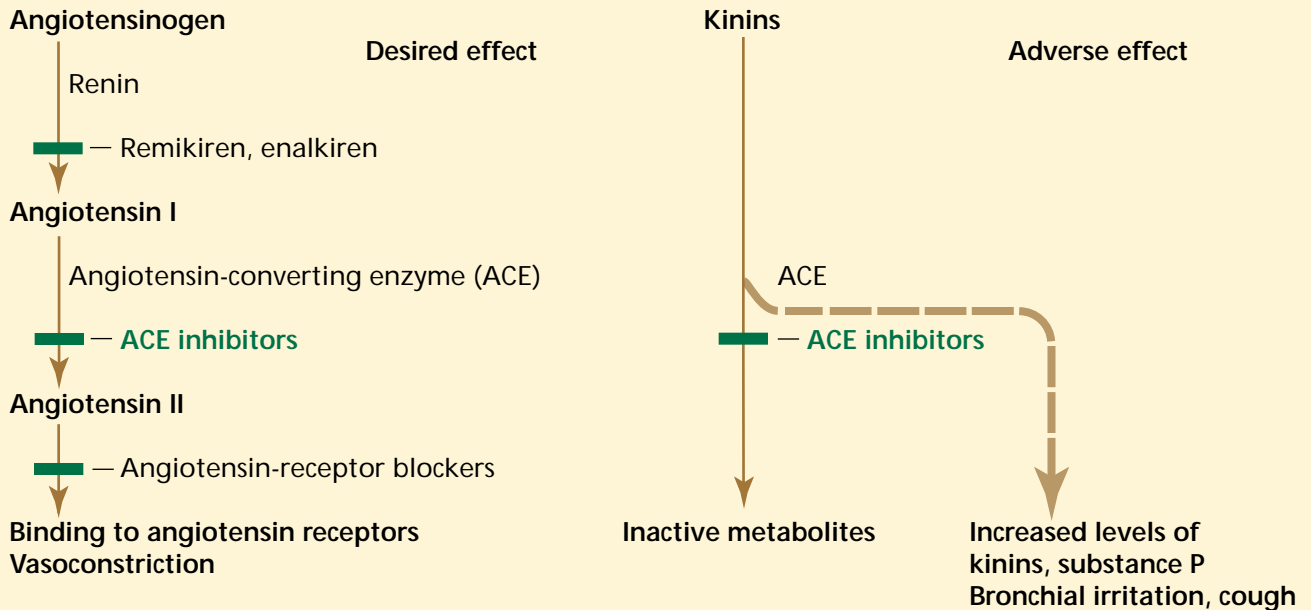 Angiotensinogen
Desired effect
Renin
— Remikiren, enalkiren
Angiotensin I
Angiotensin-converting enzyme (ACE)
— ACE inhibitors
Angiotensin II
— Angiotensin-receptor blockers
Binding to angiotensin receptors
Vasoconstriction
Kinins
Adverse effect
ACE
— ACE inhibitors
Inactive metabolites
Increased levels of
kinins, substance P
Bronchial irritation, cough